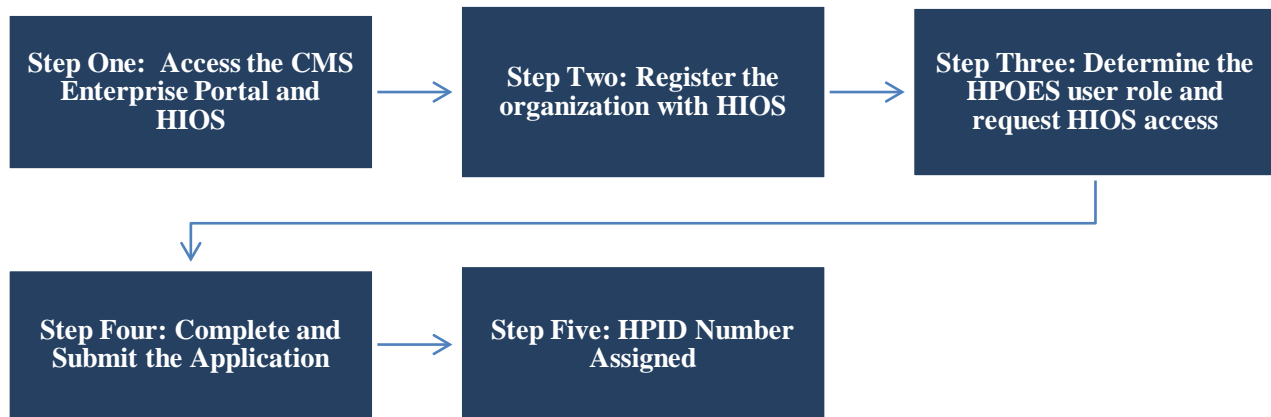 Step One:  Access the CMS
Enterprise Portal and
HIOS
Step Two: Register the
organization with HIOS
Step Three: Determine the
HPOES user role and
request HIOS access
Step Four: Complete and
Submit the Application
Step Five: HPID Number
Assigned